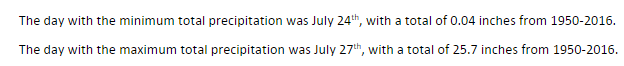 The day with the minimum total precipitation was July 24th, with a total of 0.04 inches from 1950-2016.
The day with the maximum total precipitation was July 27th, with a total of 25.7 inches from 1950-2016.